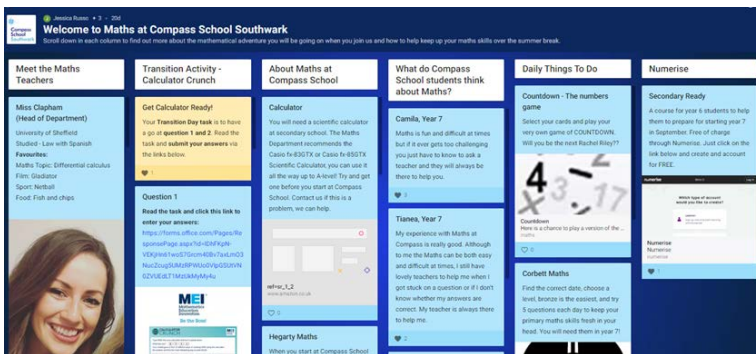 Compass
School
Southwark
Jessica Russo + 3 • 20d
Welcome to Maths at Compass School Southwark
Scroll down in each column to find out more about the mathematical adventure you will be going on when you join us and how to help keep up your maths skills over the summer break.
Meet the Maths
Teachers
Miss Clapham
(Head of Department)
University of Sheffield
Studied - Law with Spanish
Favourites:
Maths Topic: Differential calculus
Film: Gladiator
Sport: Netball
Food: Fish and chips
Transition Activity -
Calculator Crunch
Get Calculator Ready!
Your Transition Day task is to have
a go at question 1 and 2. Read the
task and submit your answers via
the links below.
1
Question 1
Read the task and click this link to
enter your answers:
https://forms.office.com/Pages/Re
MEI
About Maths at
Compass School
Calculator
You will need a scientific calculator
at secondary school. The Maths
Department recommends the
Casio fx-83GTX or Casio fx-85GTX
Scientific Calculator, you can use it
all the way up to A-level! Try and get
one before you start at Compass
School. Contact us if this is a
problem, we can help.
ref=sr_1_2
www.amazon.co.uk
Hegarty Maths
When you start at Compass School
What do Compass
School students think
about Maths?
Camila, Year 7
Maths is fun and difficult at times
but if it ever gets too challenging
you just have to know to ask a
teacher and they will always be
there to help you.
Tianea, Year 7
My experience with Maths at
Compass is really good. Although
to me the Maths can be both easy
and difficult at times, I still have
lovely teachers to help me when I
get stuck on a question or if I don't
know whether my answers are
correct. My teacher is always there
to help me.
2
Daily Things To Do
Countdown - The numbers
game
Select your cards and play your
very own game of COUNTDOWN.
Will you be the next Rachel Riley??
Countdown
Here is a chance to play a version of the ...
maths
0
Corbett Maths
Find the correct date, choose a
level, bronze is the easiest, and try
5 questions each day to keep your
primary maths skills fresh in your
head. You will need them in year 7!
Numerise
Secondary Ready
A course for year 6 students to help
them to prepare for starting year 7
in September. Free of charge
through Numerise. Just click on the
link below and create and account
for FREE.
numerise
Which type of account
would you like to create?
Numerise
Numerise
numerise
1